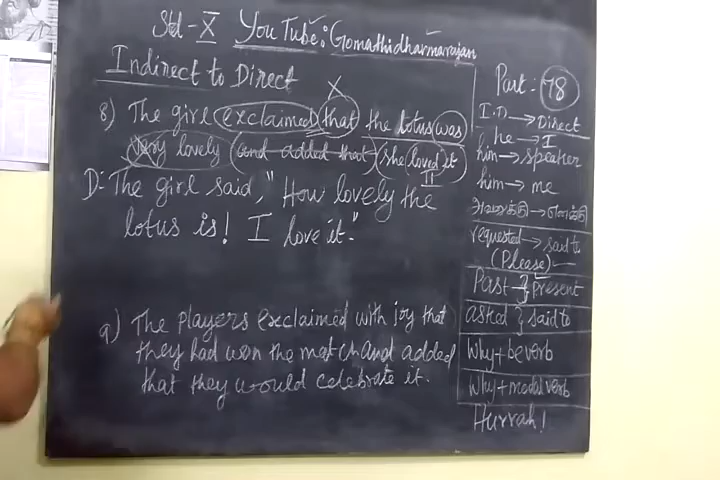 Std - X YouTube: Gomathidharmarajan
Indirect to Direct
8) The girl exclaimed that the lotus was
very lovely (and added that) she loved it
D: The girl said, "How lovely the
lotus is! I love it."
9) The players exclaimed with joy that
they had won the match and added
that they would celebrate it.
Part: 78
I.D → Direct
he → I
him → speaker
him → me
அவனுக்கு → எனக்கு
requested → said to
(Please)
Past → Present
asked → said to
Why + be verb
Why + modal verb
Hurrah!